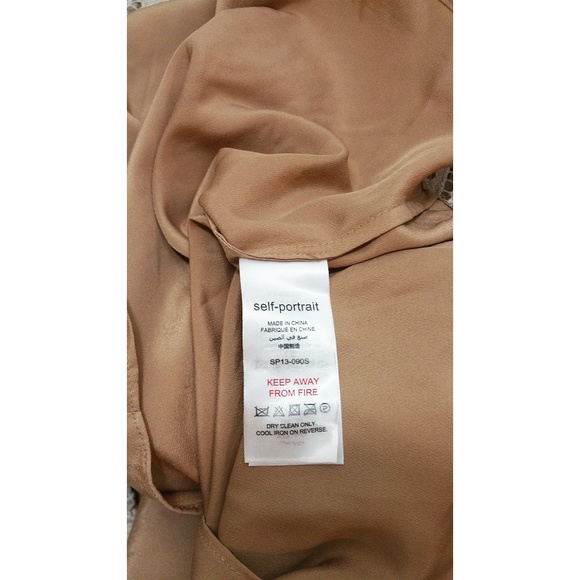 self-portrait
MADE IN CHINA
FABRIQUÉ EN CHINE
صنع في الصين
中国制造
SP13-090S
KEEP AWAY
FROM FIRE
DRY CLEAN ONLY.
COOL IRON ON REVERSE.